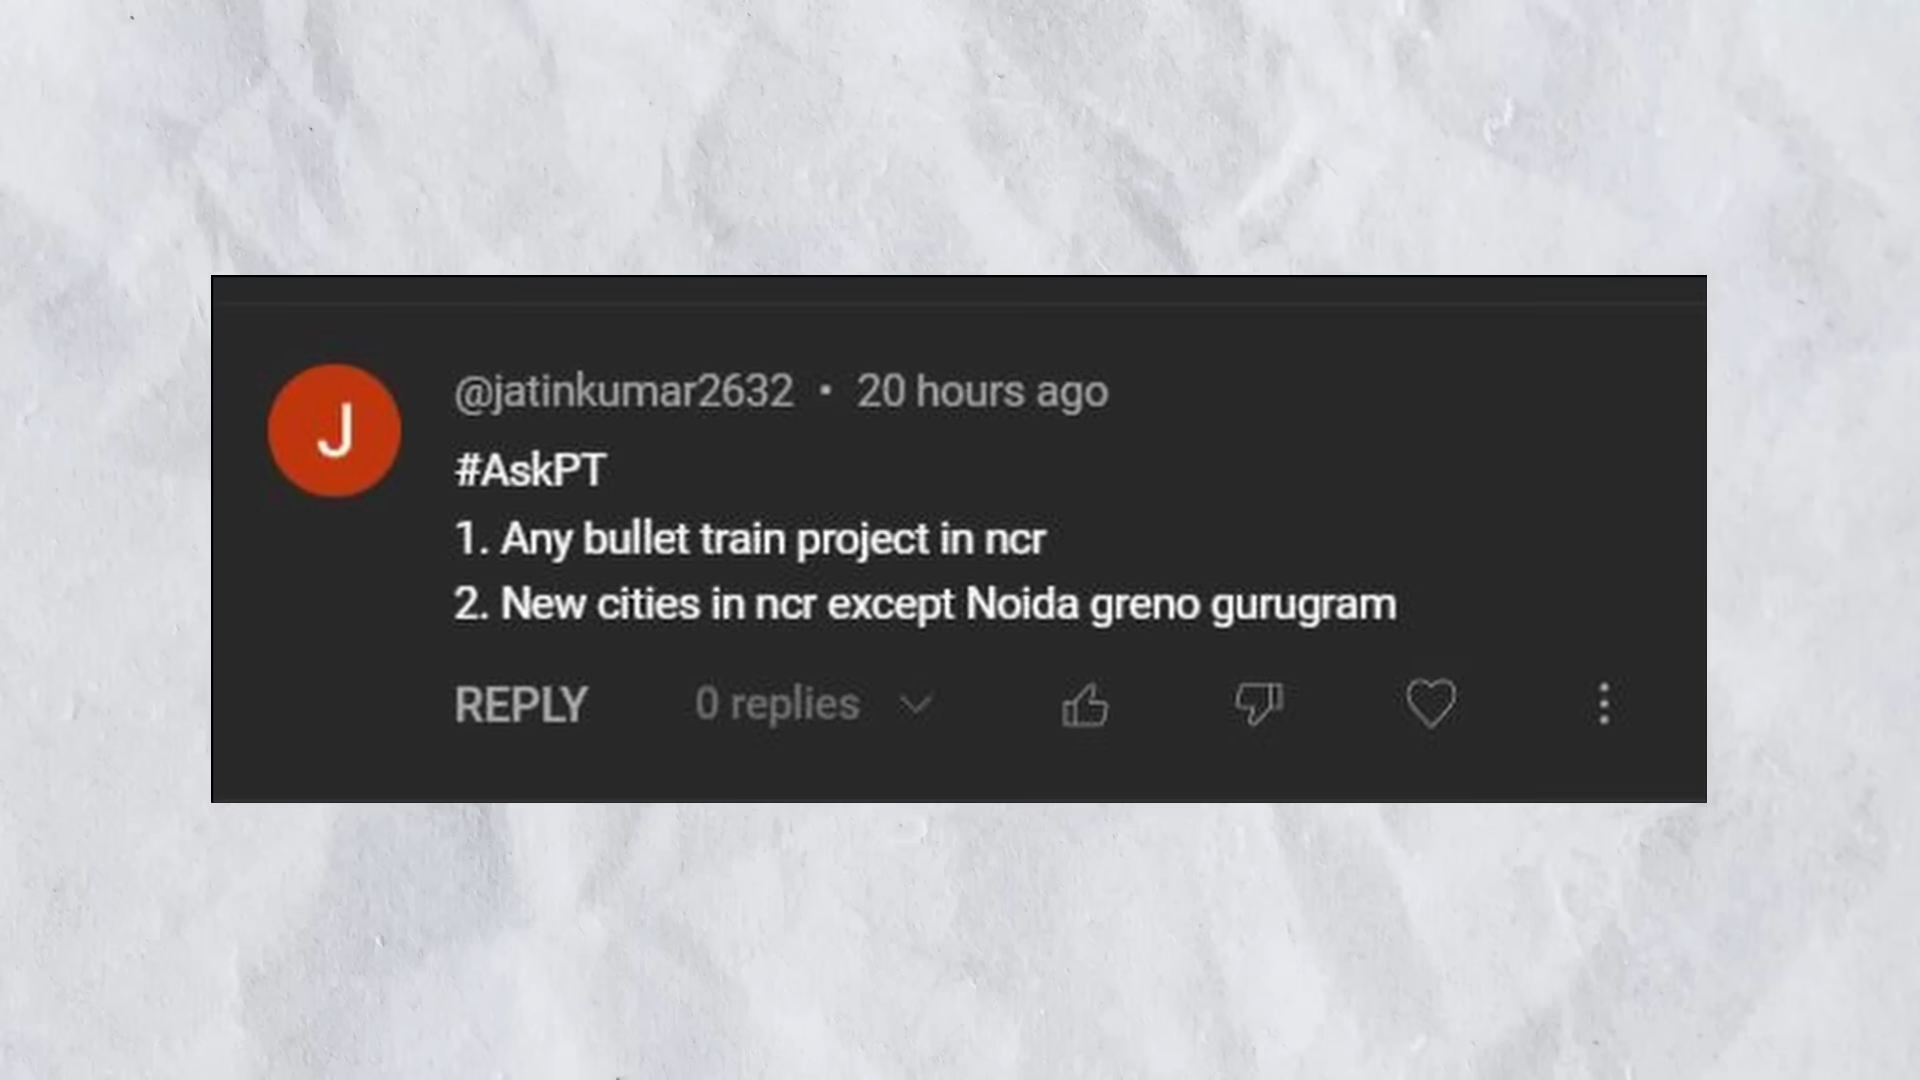 J
@jatinkumar2632 • 20 hours ago
#AskPT
1. Any bullet train project in ncr
2. New cities in ncr except Noida greno gurugram
REPLY 0 replies